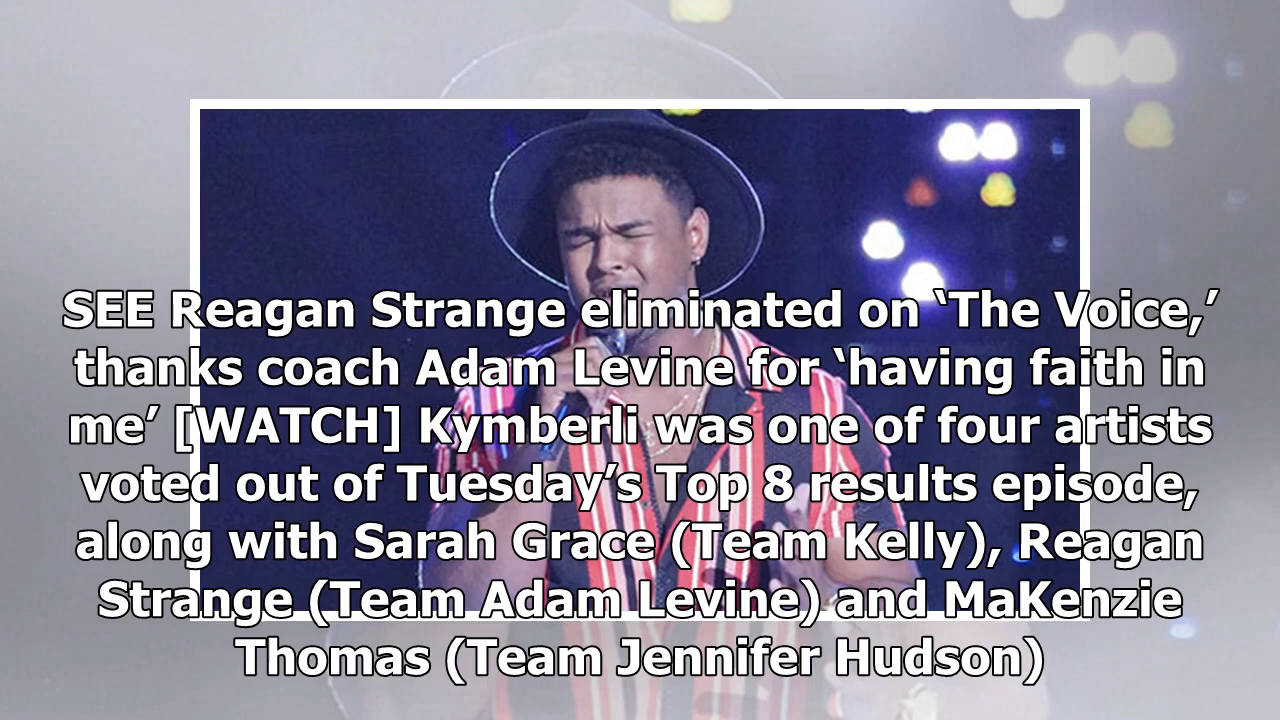 SEE Reagan Strange eliminated on ‘The Voice,’
thanks coach Adam Levine for ‘having faith in
me’ [WATCH] Kymberli was one of four artists
voted out of Tuesday’s Top 8 results episode,
along with Sarah Grace (Team Kelly), Reagan
Strange (Team Adam Levine) and MaKenzie
Thomas (Team Jennifer Hudson)